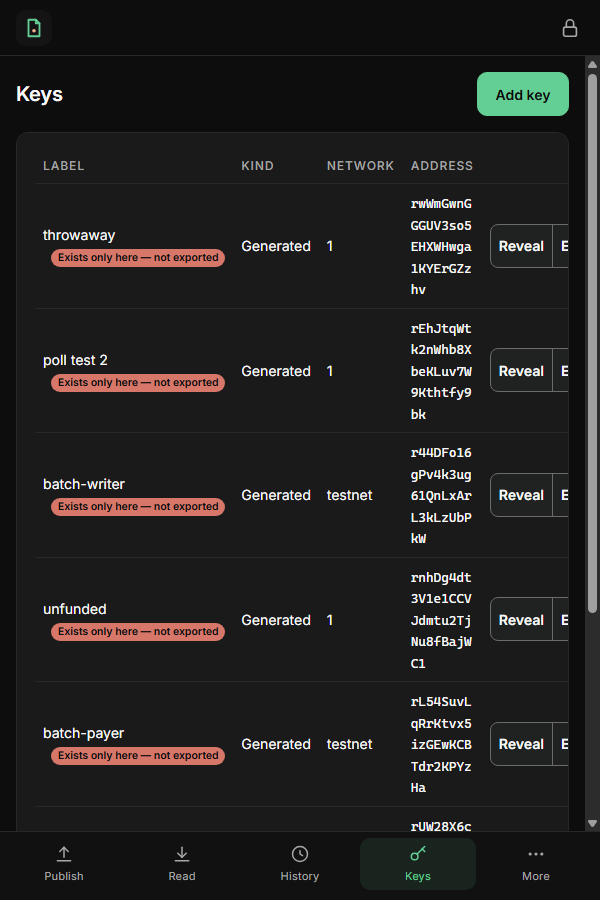 Keys
Add key
LABEL KIND NETWORK ADDRESS
throwaway
Exists only here — not exported
Generated
1
rwWmGwnG
GGUV3so5
EHXWHwga
1KYErGZz
hv
Reveal
E
poll test 2
Exists only here — not exported
Generated
1
rEhJtqWt
k2nWhb8X
beKLuv7W
9Kthtfy9
bk
Reveal
E
batch-writer
Exists only here — not exported
Generated
testnet
r44DFo16
gPv4k3ug
61QnLxAr
L3kLzUbP
kW
Reveal
E
unfunded
Exists only here — not exported
Generated
1
rnhDg4dt
3V1e1CCV
Jdmtu2Tj
Nu8fBajW
C1
Reveal
E
batch-payer
Exists only here — not exported
Generated
testnet
rL54SuvL
qRrKtvx5
izGEwKCB
Tdr2KPYz
Ha
Reveal
E
rUW28X6c
Publish Read History Keys More